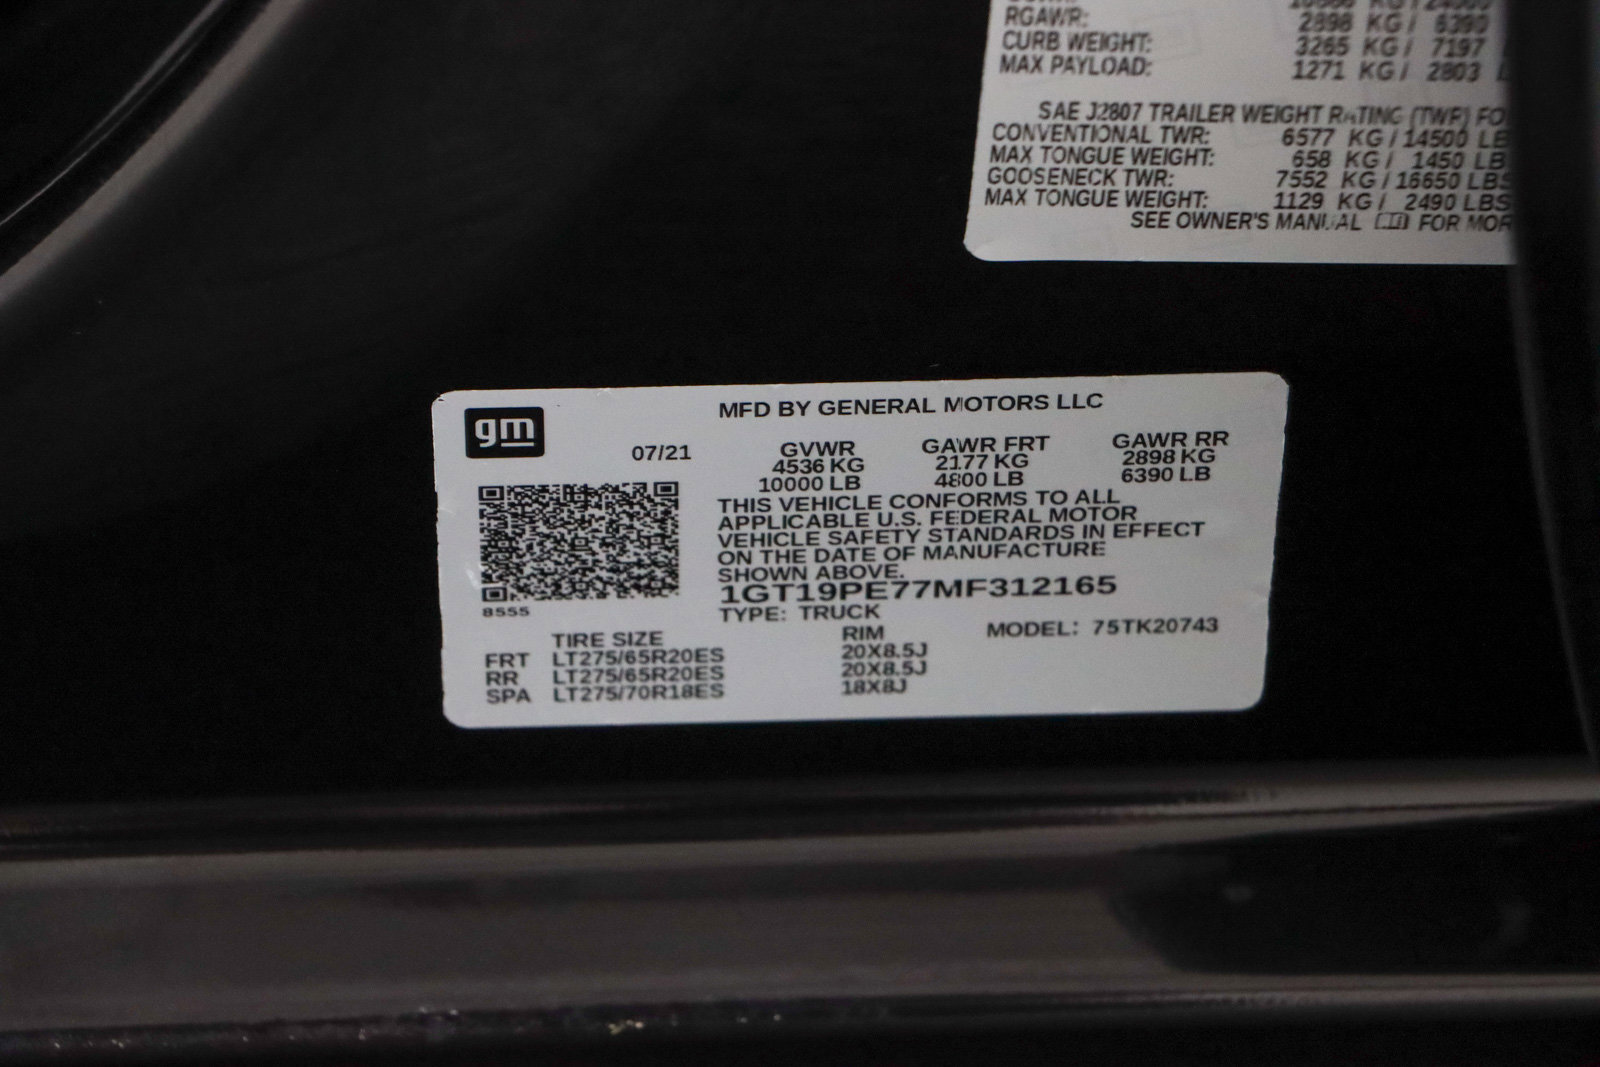 RGAWR: 2898 KG / 6390
CURB WEIGHT: 3265 KG / 7197
MAX PAYLOAD: 1271 KG / 2803 L
SAE J2807 TRAILER WEIGHT RATING (TWR) FO
CONVENTIONAL TWR: 6577 KG / 14500 LB
MAX TONGUE WEIGHT: 658 KG / 1450 LB
GOOSENECK TWR: 7552 KG / 16650 LBS
MAX TONGUE WEIGHT: 1129 KG / 2490 LBS
SEE OWNER'S MANUAL FOR MOR
gm
MFD BY GENERAL MOTORS LLC
07/21 GVWR GAWR FRT GAWR RR
4536 KG 2177 KG 2898 KG
10000 LB 4800 LB 6390 LB
THIS VEHICLE CONFORMS TO ALL
APPLICABLE U.S. FEDERAL MOTOR
VEHICLE SAFETY STANDARDS IN EFFECT
ON THE DATE OF MANUFACTURE
SHOWN ABOVE.
1GT19PE77MF312165
8555
TYPE: TRUCK
TIRE SIZE RIM MODEL: 75TK20743
FRT LT275/65R20ES 20X8.5J
RR LT275/65R20ES 20X8.5J
SPA LT275/70R18ES 18X8J